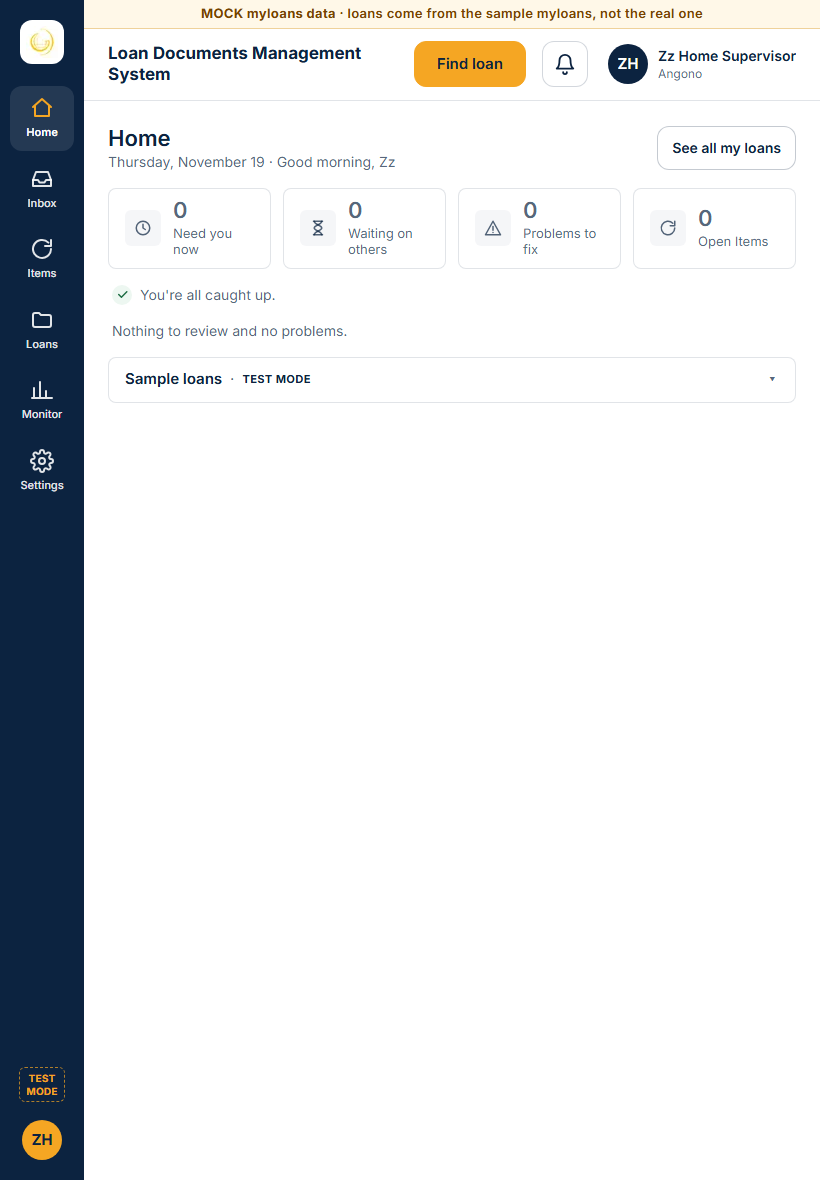 MOCK myloans data · loans come from the sample myloans, not the real one
Loan Documents Management
System
Find loan
ZH
Zz Home Supervisor
Angono
Home
Inbox
Items
Loans
Monitor
Settings
TEST
MODE
ZH
Home
Thursday, November 19 · Good morning, Zz
See all my loans
0
Need you
now
0
Waiting on
others
0
Problems to
fix
0
Open Items
You're all caught up.
Nothing to review and no problems.
Sample loans · TEST MODE